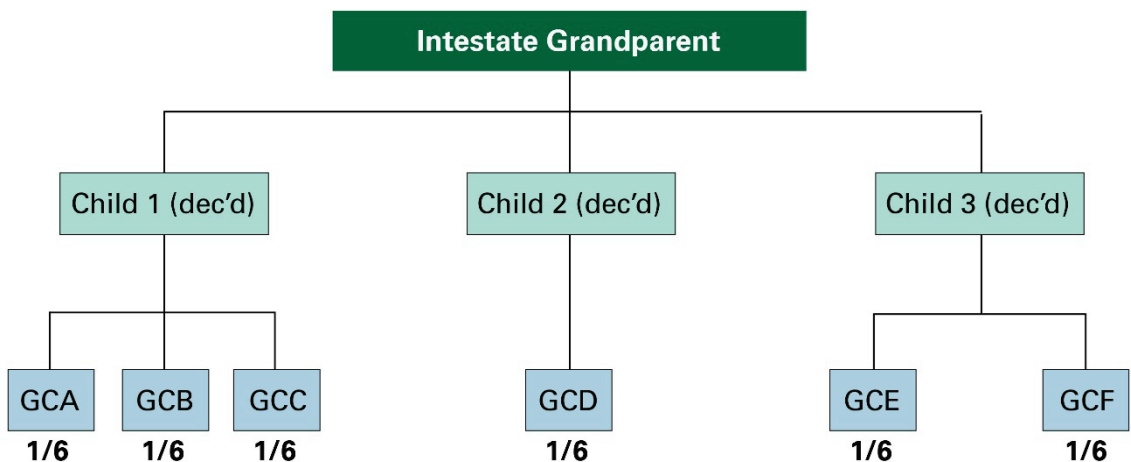 Intestate Grandparent
Child 1 (dec’d)
Child 2 (dec’d)
Child 3 (dec’d)
GCA
GCB
GCC
GCD
GCE
GCF
1/6
1/6
1/6
1/6
1/6
1/6